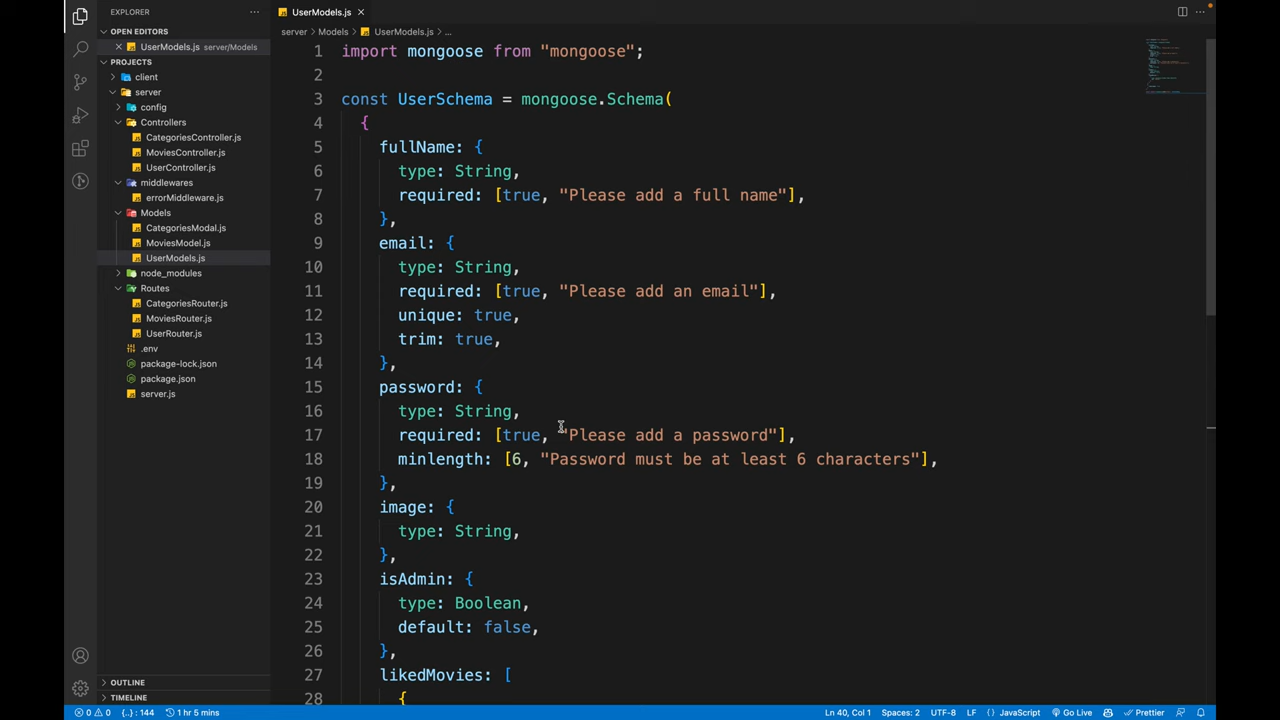 EXPLORER
OPEN EDITORS
UserModels.js server/Models
PROJECTS
client
server
config
Controllers
CategoriesController.js
MoviesController.js
UserController.js
middlewares
errorMiddleware.js
Models
CategoriesModal.js
MoviesModel.js
UserModels.js
node_modules
Routes
CategoriesRouter.js
MoviesRouter.js
UserRouter.js
.env
package-lock.json
package.json
server.js
OUTLINE
TIMELINE
UserModels.js
server > Models > UserModels.js > ...
1 import mongoose from "mongoose";
2
3 const UserSchema = mongoose.Schema(
4 {
5 fullName: {
6 type: String,
7 required: [true, "Please add a full name"],
8 },
9 email: {
10 type: String,
11 required: [true, "Please add an email"],
12 unique: true,
13 trim: true,
14 },
15 password: {
16 type: String,
17 required: [true, "Please add a password"],
18 minlength: [6, "Password must be at least 6 characters"],
19 },
20 image: {
21 type: String,
22 },
23 isAdmin: {
24 type: Boolean,
25 default: false,
26 },
27 likedMovies: [
28 {
0 0 {..} : 144 1 hr 5 mins Ln 40, Col 1 Spaces: 2 UTF-8 LF {} JavaScript Go Live Prettier